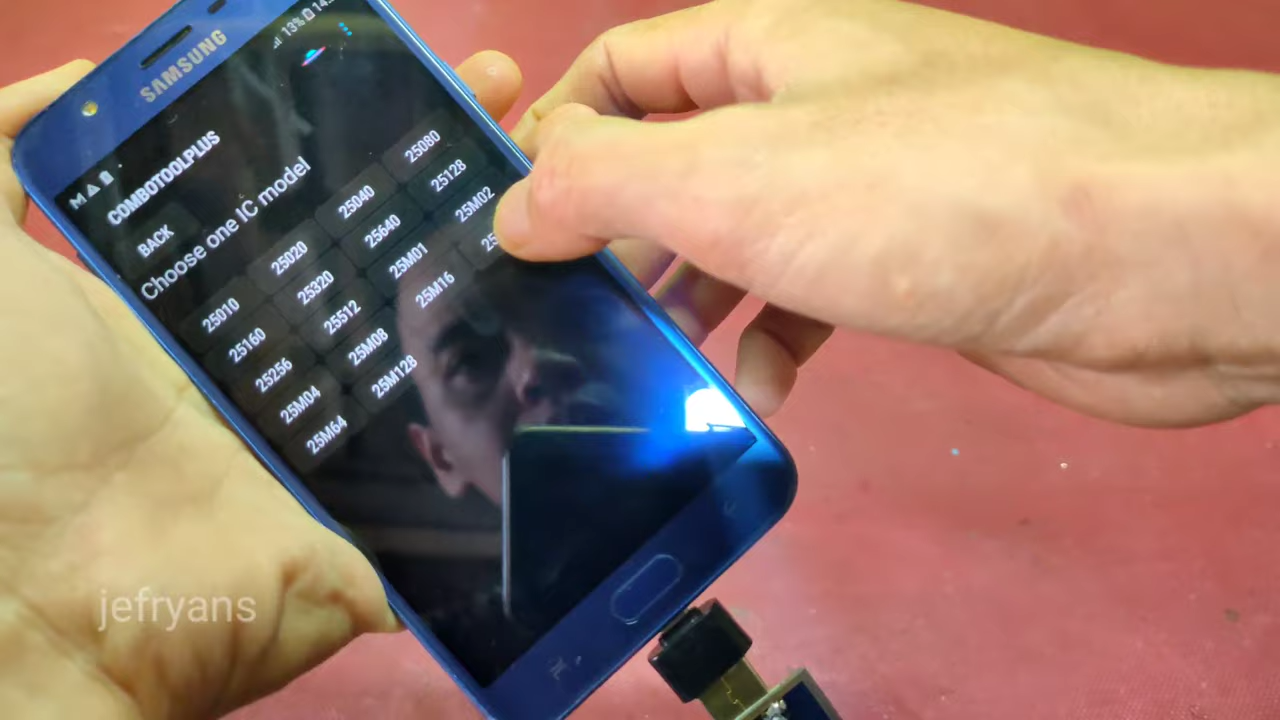 SAMSUNG
13% 14
COMBOTOOLPLUS
BACK
Choose one IC model
25010 25020 25040 25080
25160 25320 25640 25128
25256 25512 25M01 25M02
25M04 25M08 25M16
25M64 25M128
jefryans